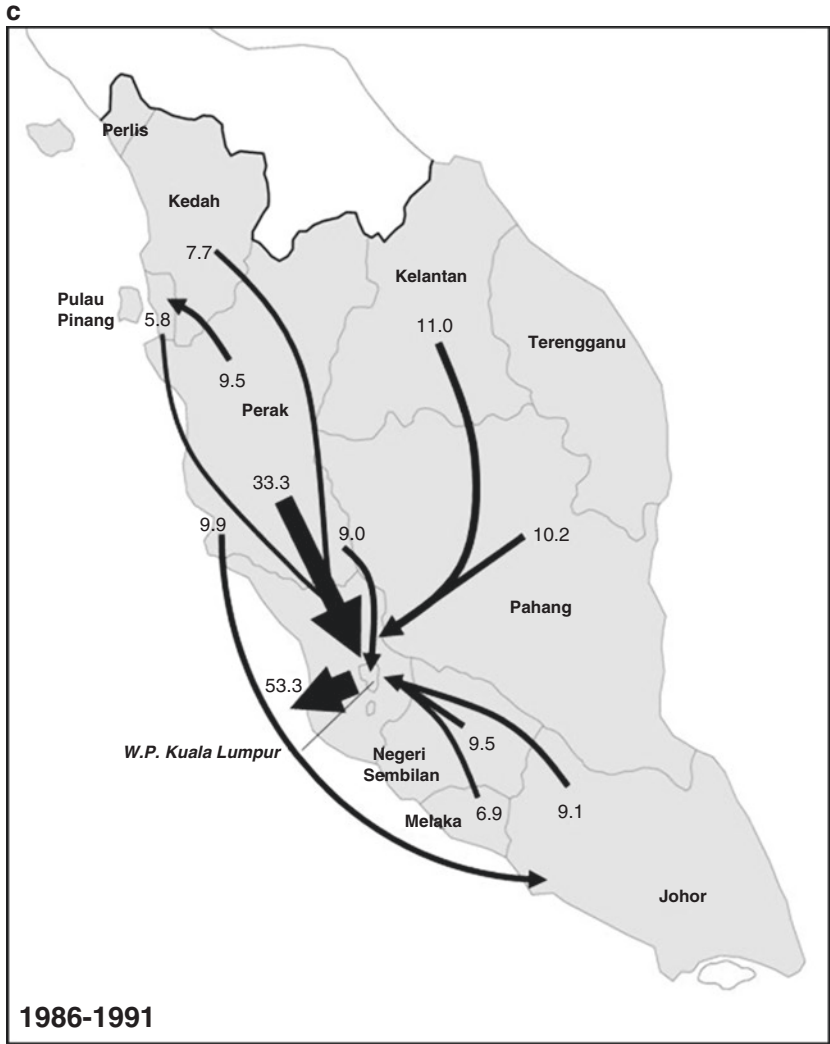 c
Perlis
Kedah
7.7
Kelantan
Pulau
Pinang
5.8
11.0
Terengganu
9.5
Perak
33.3
9.9
9.0
10.2
Pahang
53.3
W.P. Kuala Lumpur
9.5
Negeri
Sembilan
6.9
9.1
Melaka
Johor
1986-1991